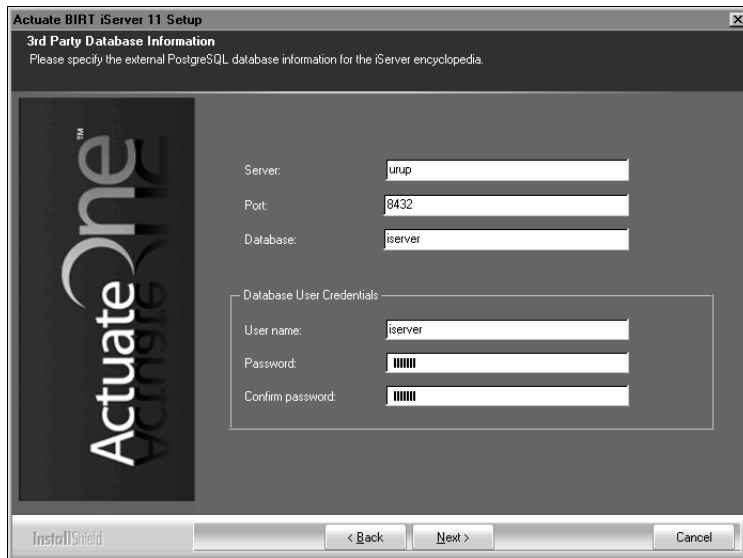 Actuate BIRT iServer 11 Setup
3rd Party Database Information
Please specify the external PostgreSQL database information for the iServer encyclopedia.
ActuateOne™
Server:
urup
Port:
8432
Database:
iserver
Database User Credentials
User name:
iserver
Password:
Confirm password:
InstallShield
< Back
Next >
Cancel